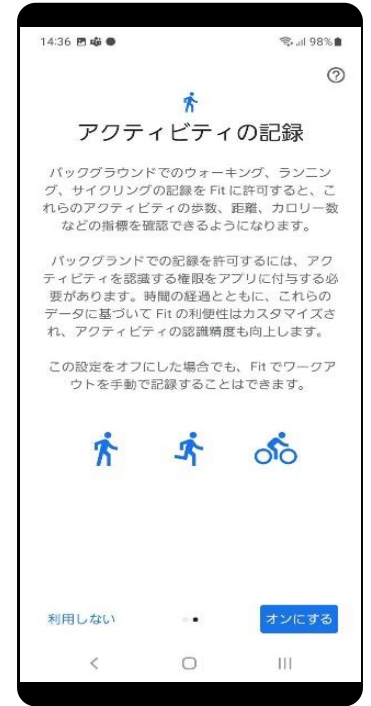 14:36 98%
アクティビティの記録
バックグラウンドでのウォーキング、ランニン
グ、サイクリングの記録を Fit に許可すると、こ
れらのアクティビティの歩数、距離、カロリー数
などの指標を確認できるようになります。
バックグランドでの記録を許可するには、アク
ティビティを認識する権限をアプリに付与する必
要があります。時間の経過とともに、これらの
データに基づいて Fit の利便性はカスタマイズさ
れ、アクティビティの認識精度も向上します。
この設定をオフにした場合でも、Fit でワークア
ウトを手動で記録することはできます。
利用しない
オンにする